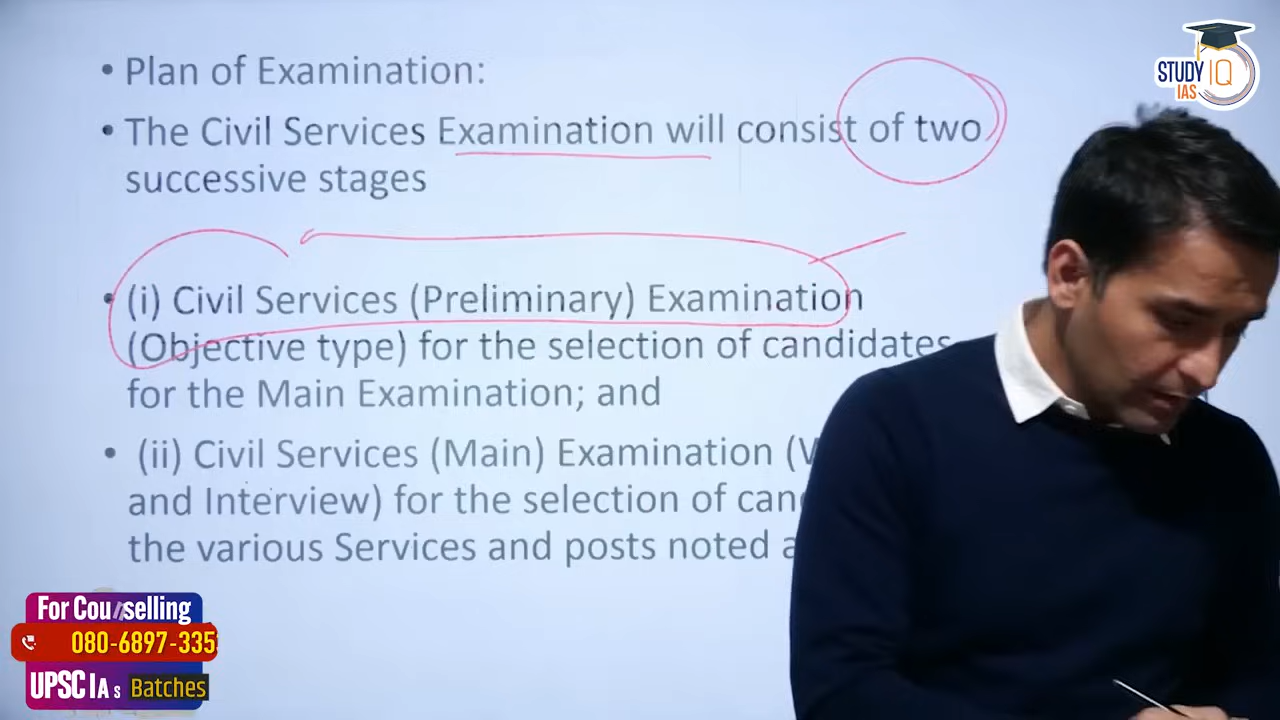 • Plan of Examination:
• The Civil Services Examination will consist of two
successive stages
• (i) Civil Services (Preliminary) Examination
(Objective type) for the selection of candidates
for the Main Examination; and
• (ii) Civil Services (Main) Examination
and Interview) for the selection of
the various Services and posts noted
STUDY IQ
IAS
For Counselling
080-6897-335
UPSC IAs Batches